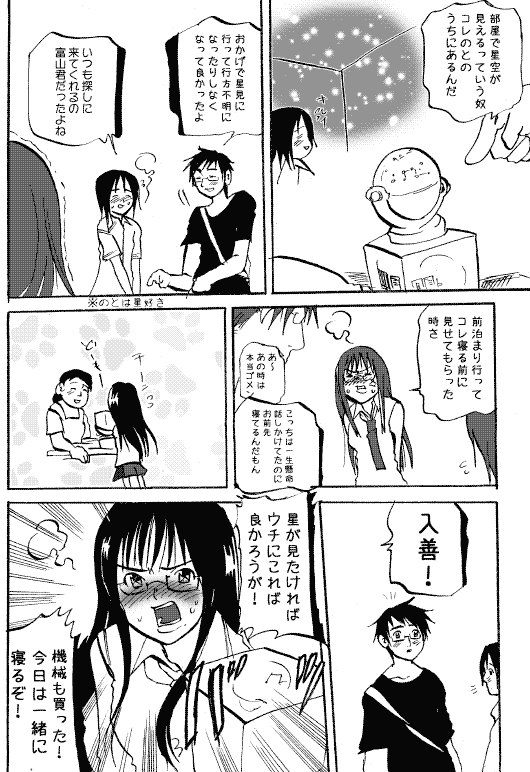 部屋で星空が
見えるっていう奴
コレのとの
うちにあるんだ
キルッ
おかげで星見に
行って行方不明に
なったりしなく
なって良かったよ
いつも探しに
来てくれるの
富山君だったよね
※のとは星好き
前泊まり行って
コレ寝る前に
見せてもらった
時さ
あ〜
あの時は
本当ゴメン
こっちは一生懸命
話しかけてたのに
お前先
寝てるんだもん
チーン
入善!
星が見たければ
ウチにこれば
良かろうが!
機械も買った!
今日は一緒に
寝るぞ!